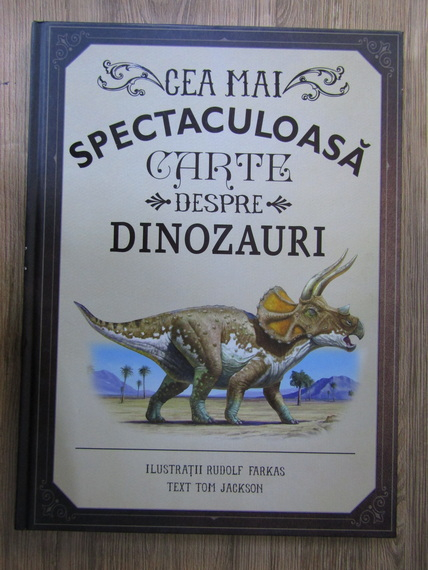 CEA MAI
SPECTACULOASĂ
CARTE
DESPRE
DINOZAURI
ILUSTRAȚII RUDOLF FARKAS
TEXT TOM JACKSON